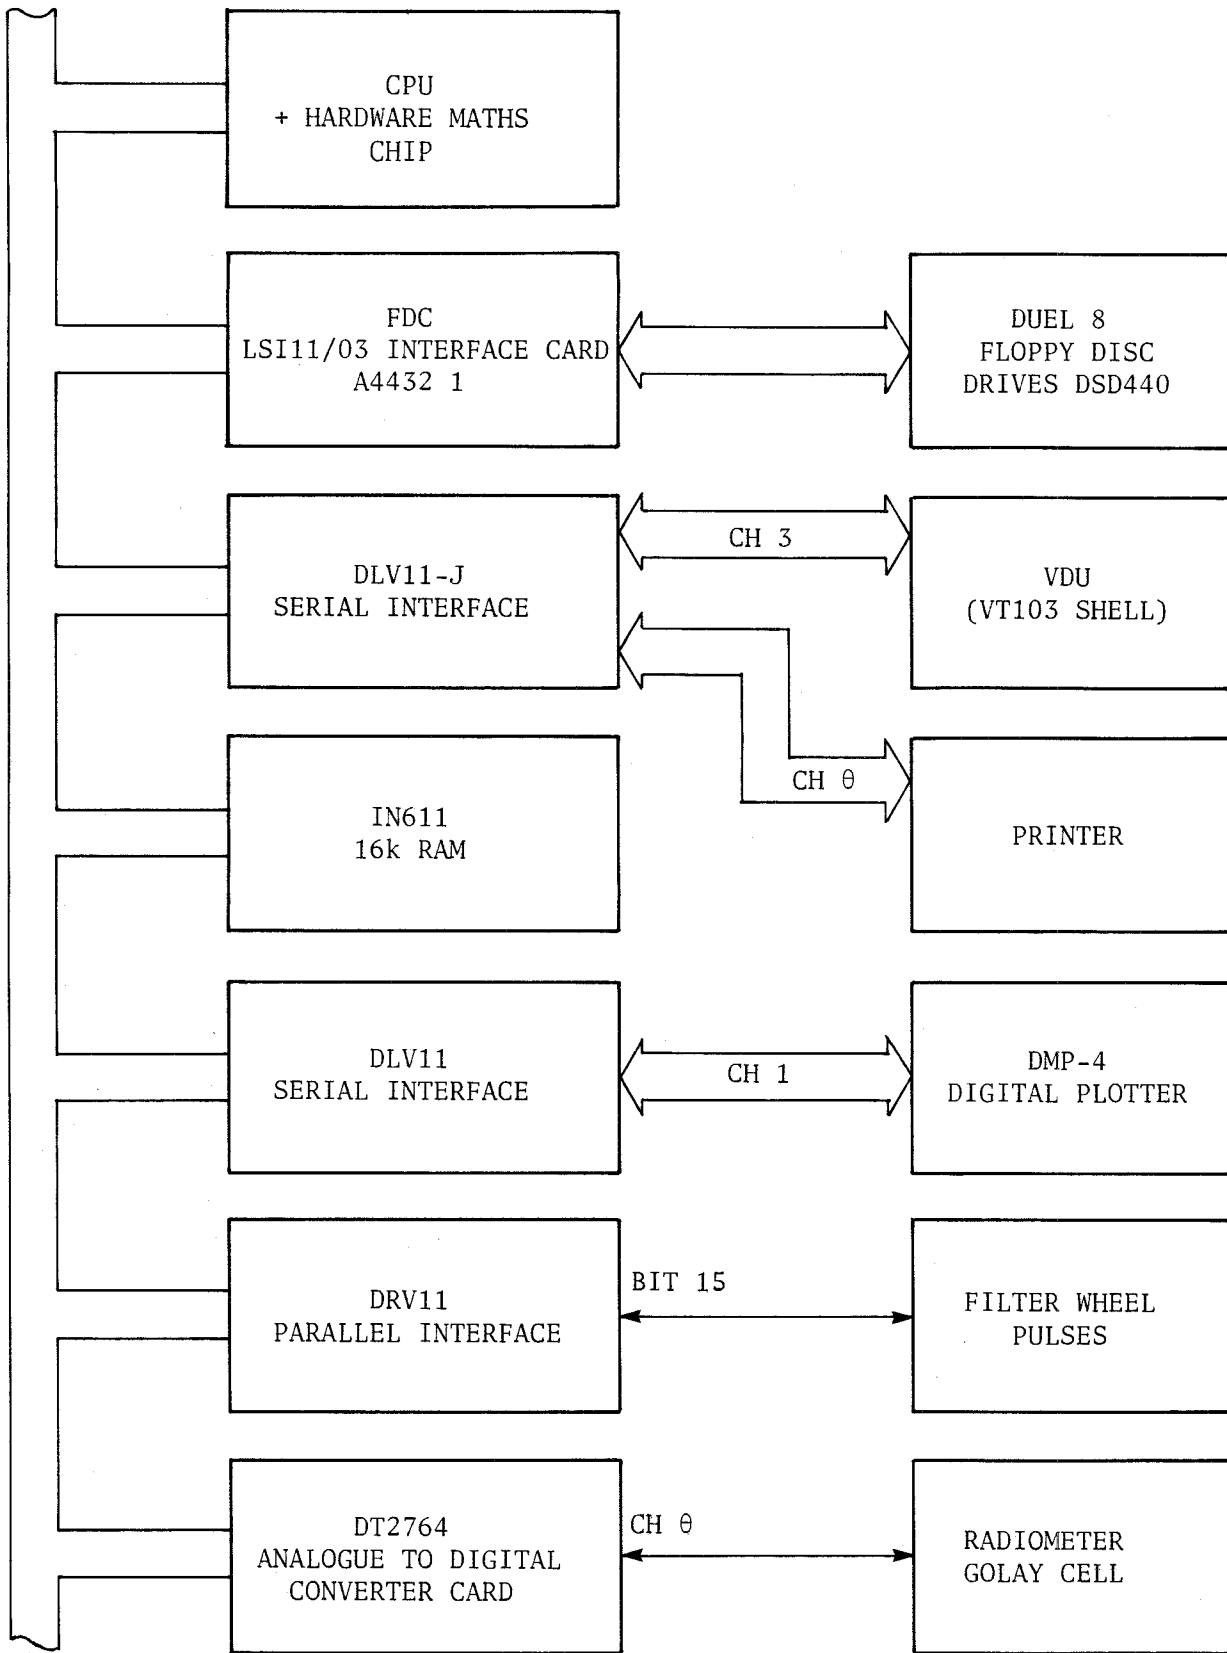 CPU
+ HARDWARE MATHS
CHIP
FDC
LSI11/03 INTERFACE CARD
A4432 1
DUEL 8
FLOPPY DISC
DRIVES DSD440
DLV11-J
SERIAL INTERFACE
CH 3
VDU
(VT103 SHELL)
CH θ
IN611
16k RAM
PRINTER
DLV11
SERIAL INTERFACE
CH 1
DMP-4
DIGITAL PLOTTER
DRV11
PARALLEL INTERFACE
BIT 15
FILTER WHEEL
PULSES
DT2764
ANALOGUE TO DIGITAL
CONVERTER CARD
CH θ
RADIOMETER
GOLAY CELL